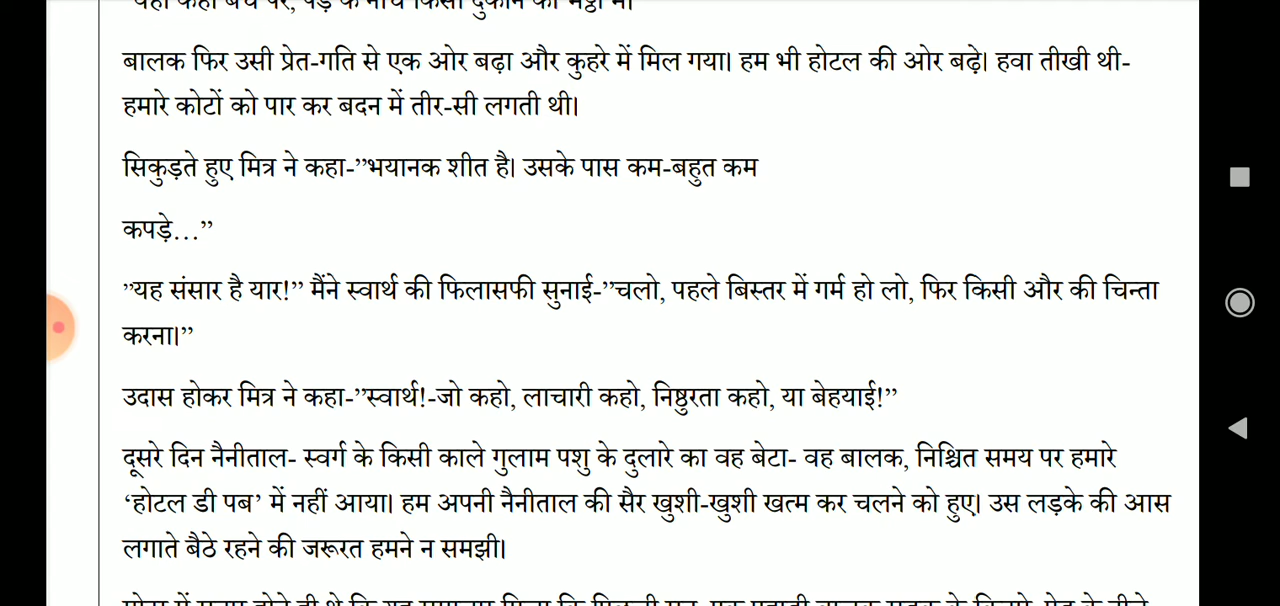 बालक फिर उसी प्रेत-गति से एक ओर बढ़ा और कुहरे में मिल गया। हम भी होटल की ओर बढ़े। हवा तीखी थी-
हमारे कोटों को पार कर बदन में तीर-सी लगती थी।
सिकुड़ते हुए मित्र ने कहा-”भयानक शीत है। उसके पास कम-बहुत कम
कपड़े…”
”यह संसार है यार!” मैंने स्वार्थ की फिलासफी सुनाई-”चलो, पहले बिस्तर में गर्म हो लो, फिर किसी और की चिन्ता
करना।”
उदास होकर मित्र ने कहा-”स्वार्थ!-जो कहो, लाचारी कहो, निष्ठुरता कहो, या बेहयाई!”
दूसरे दिन नैनीताल- स्वर्ग के किसी काले गुलाम पशु के दुलारे का वह बेटा- वह बालक, निश्चित समय पर हमारे
‘होटल डी पब’ में नहीं आया। हम अपनी नैनीताल की सैर खुशी-खुशी खत्म कर चलने को हुए। उस लड़के की आस
लगाते बैठे रहने की जरूरत हमने न समझी।